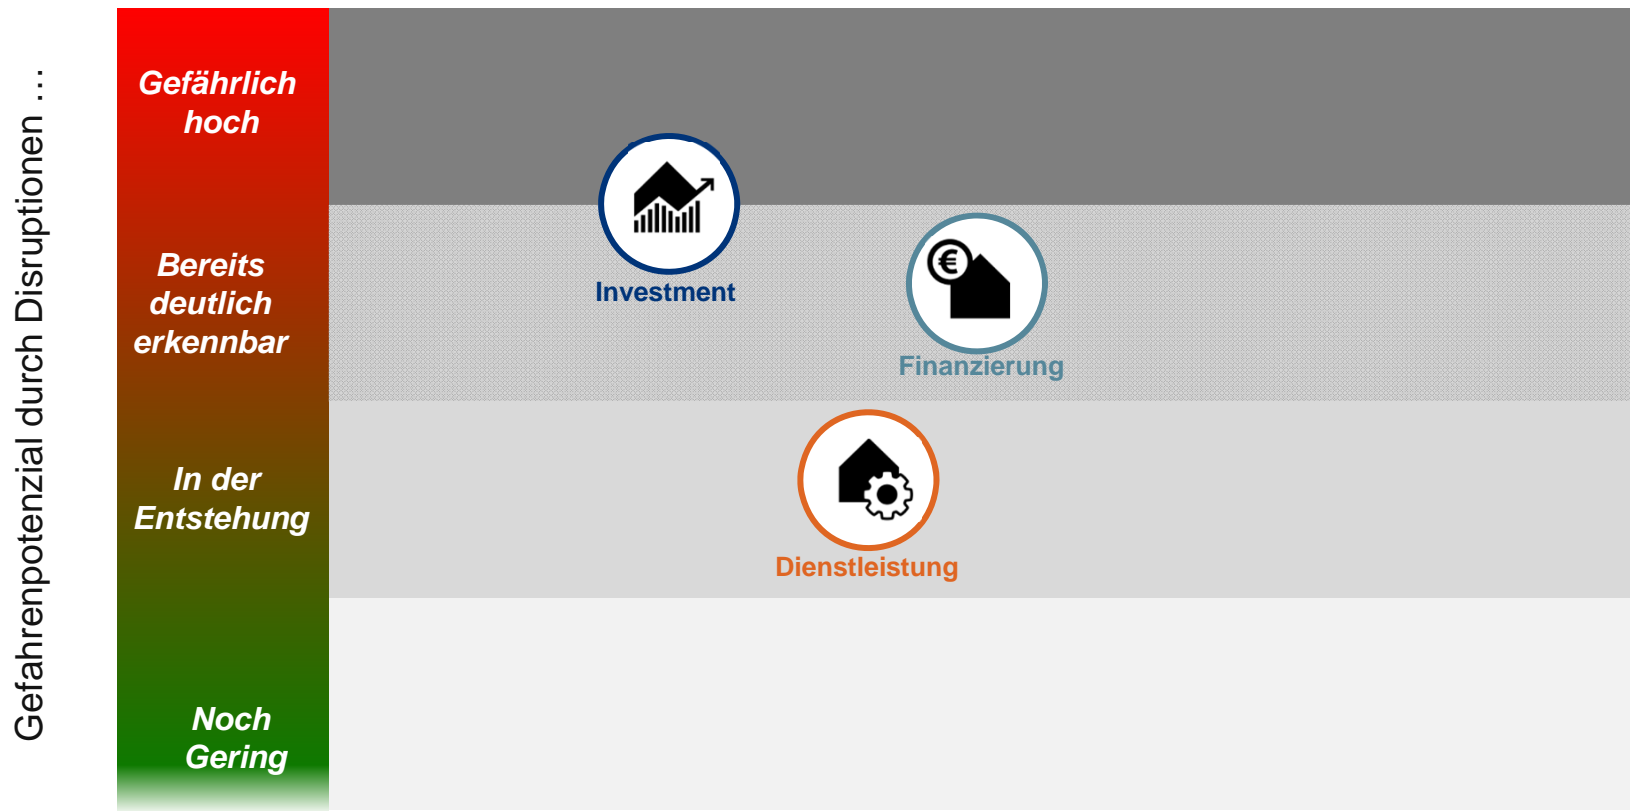 Gefahrenpotenzial durch Disruptionen …
Gefährlich
hoch
Bereits
deutlich
erkennbar
In der
Entstehung
Noch
Gering
Investment
€
Finanzierung
Dienstleistung